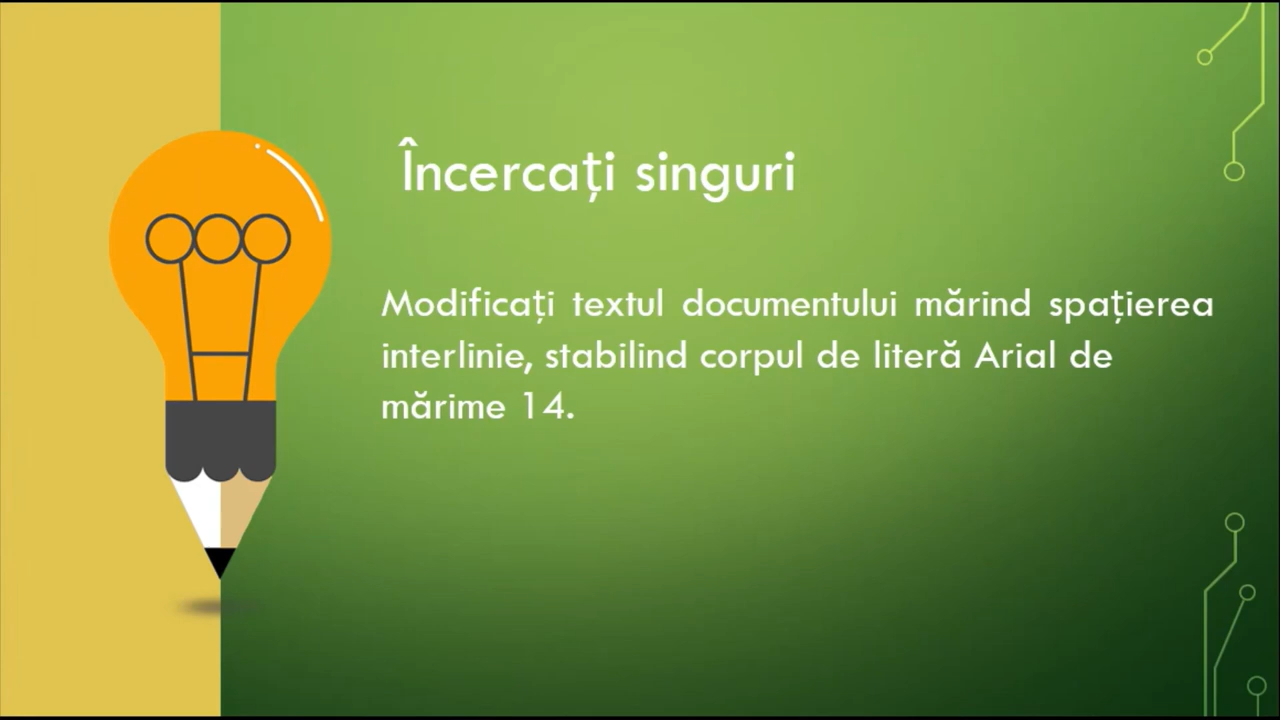 Încercați singuri
Modificați textul documentului mărind spațierea
interlinie, stabilind corpul de literă Arial de
mărime 14.